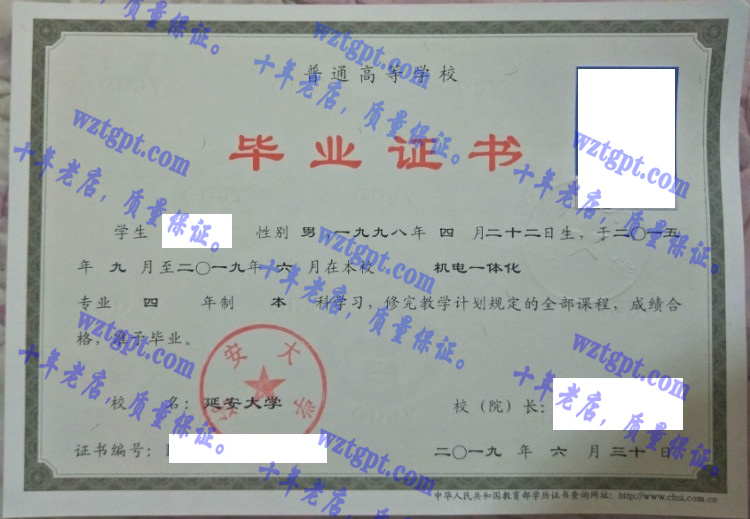 普通高等学校
毕业证书
学生 性别 男,一九九八年 四 月二十二日生,于二〇一五
年 九 月至二〇一九年 六 月在本校 机电一体化
专业 四 年制 本 科学习,修完教学计划规定的全部课程,成绩合
格,准予毕业。
校 名:延安大学
校(院)长:
证书编号:
二〇一九 年 六 月 三十 日
中华人民共和国教育部学历证书查询网址:http://www.chsi.com.cn
延安大学
wztgpt.com
十年老店,质量保证。